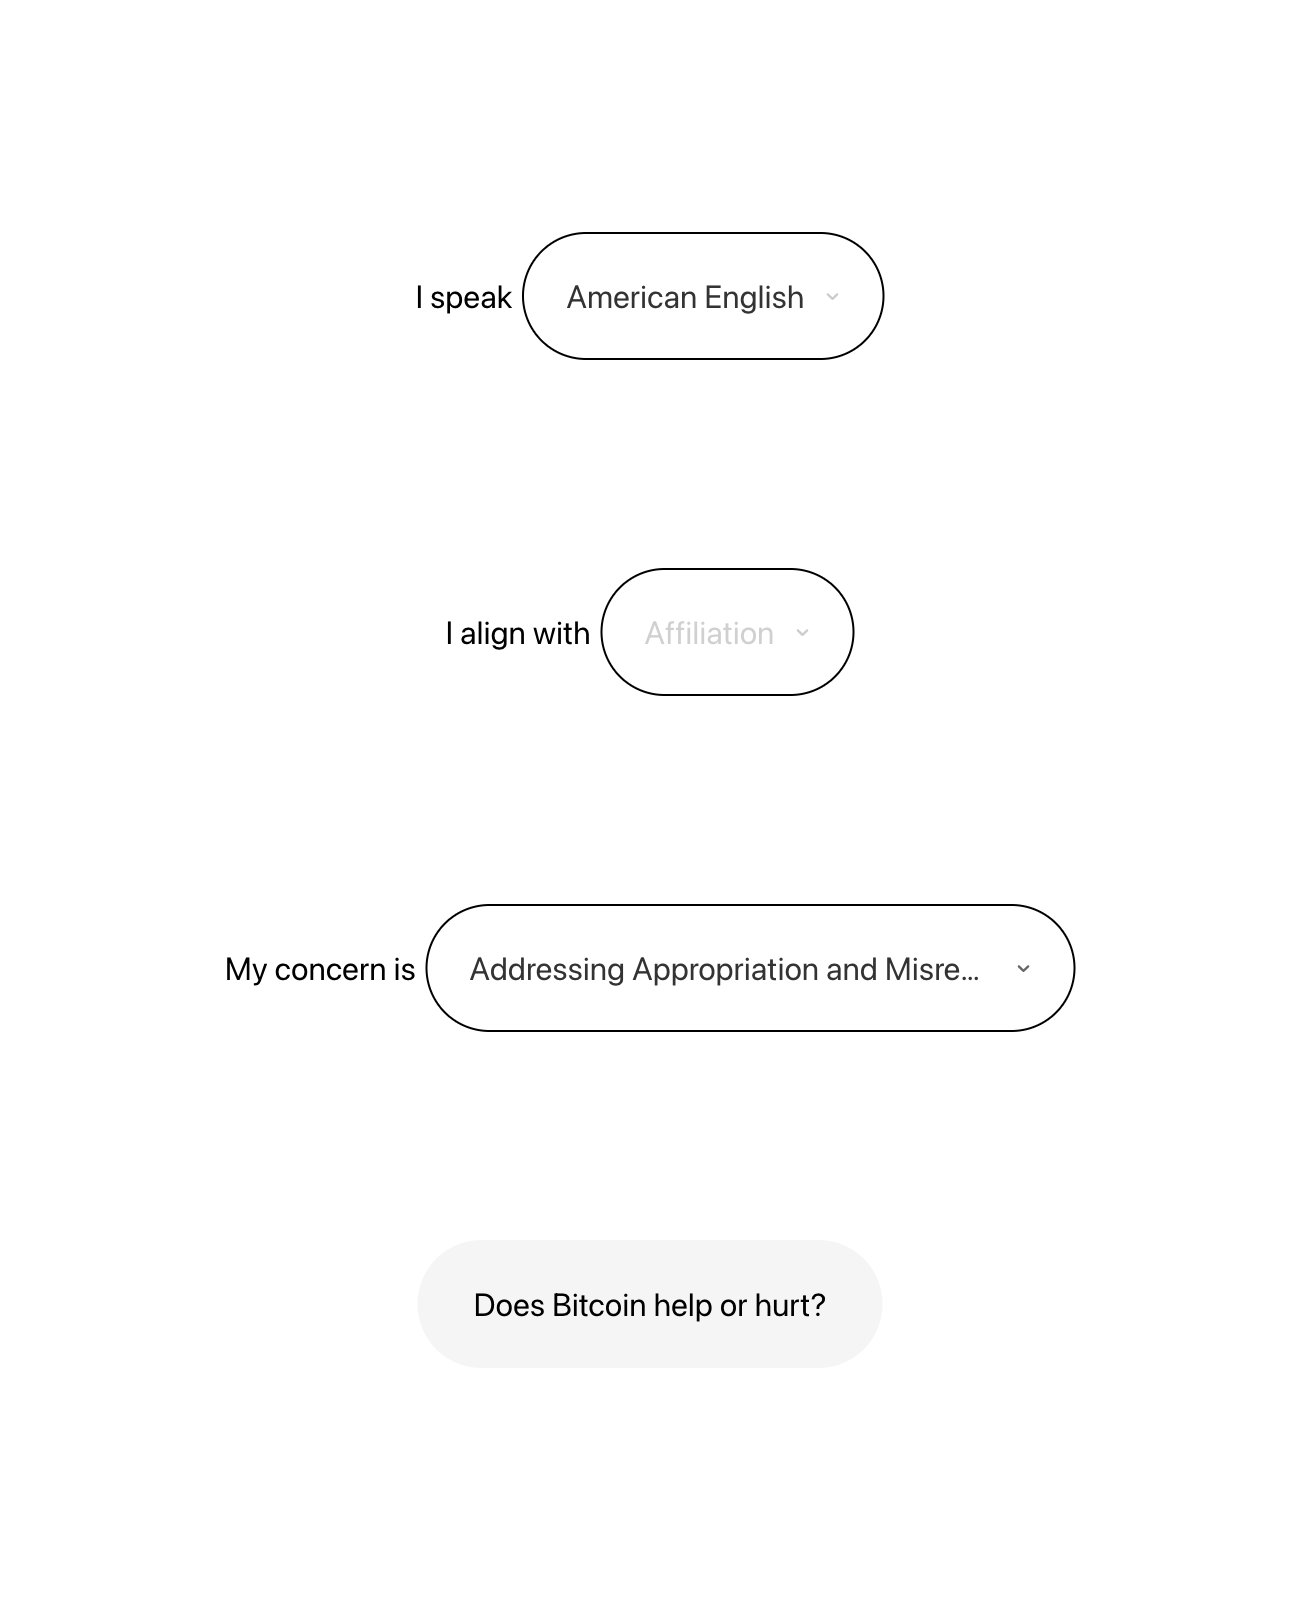 I speak American English
I align with Affiliation
My concern is Addressing Appropriation and Misre...
Does Bitcoin help or hurt?